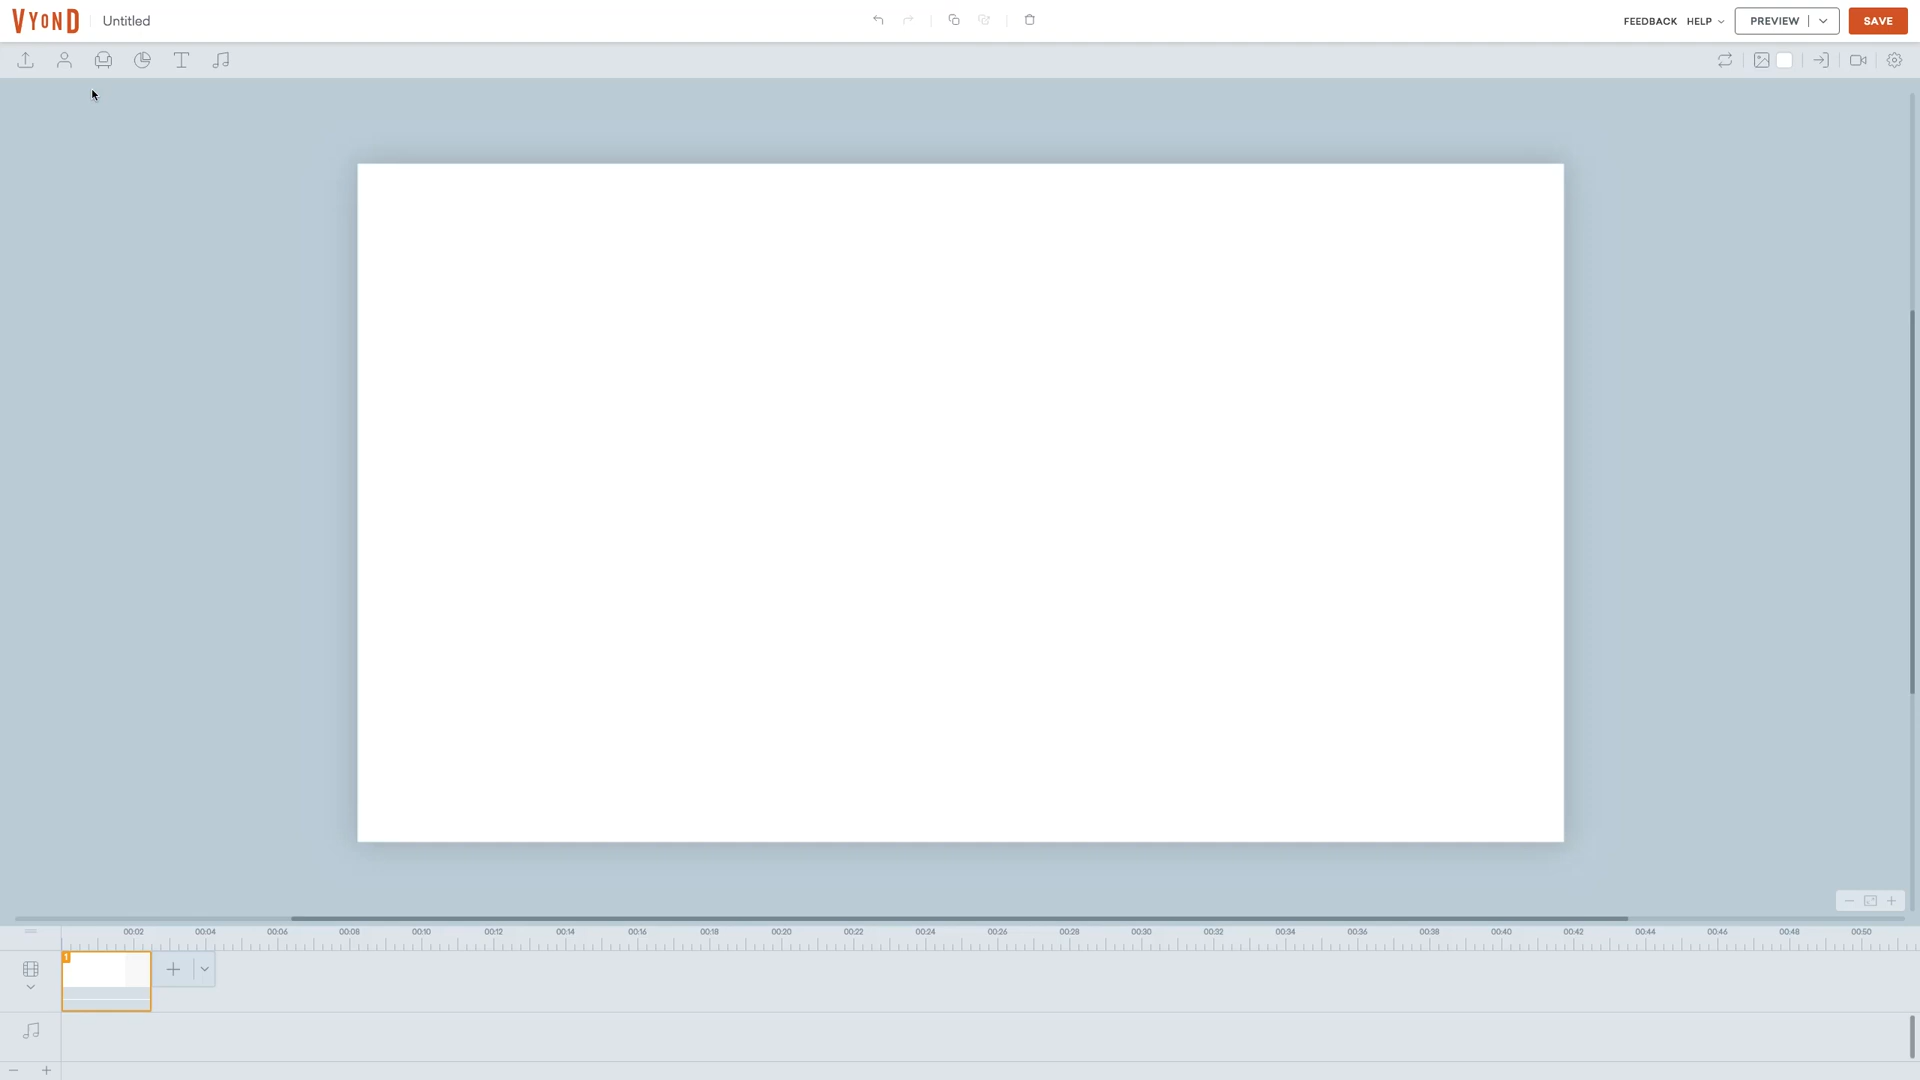 VYOND Untitled FEEDBACK HELP PREVIEW SAVE
00:02 00:04 00:06 00:08 00:10 00:12 00:14 00:16 00:18 00:20 00:22 00:24 00:26 00:28 00:30 00:32 00:34 00:36 00:38 00:40 00:42 00:44 00:46 00:48 00:50
1